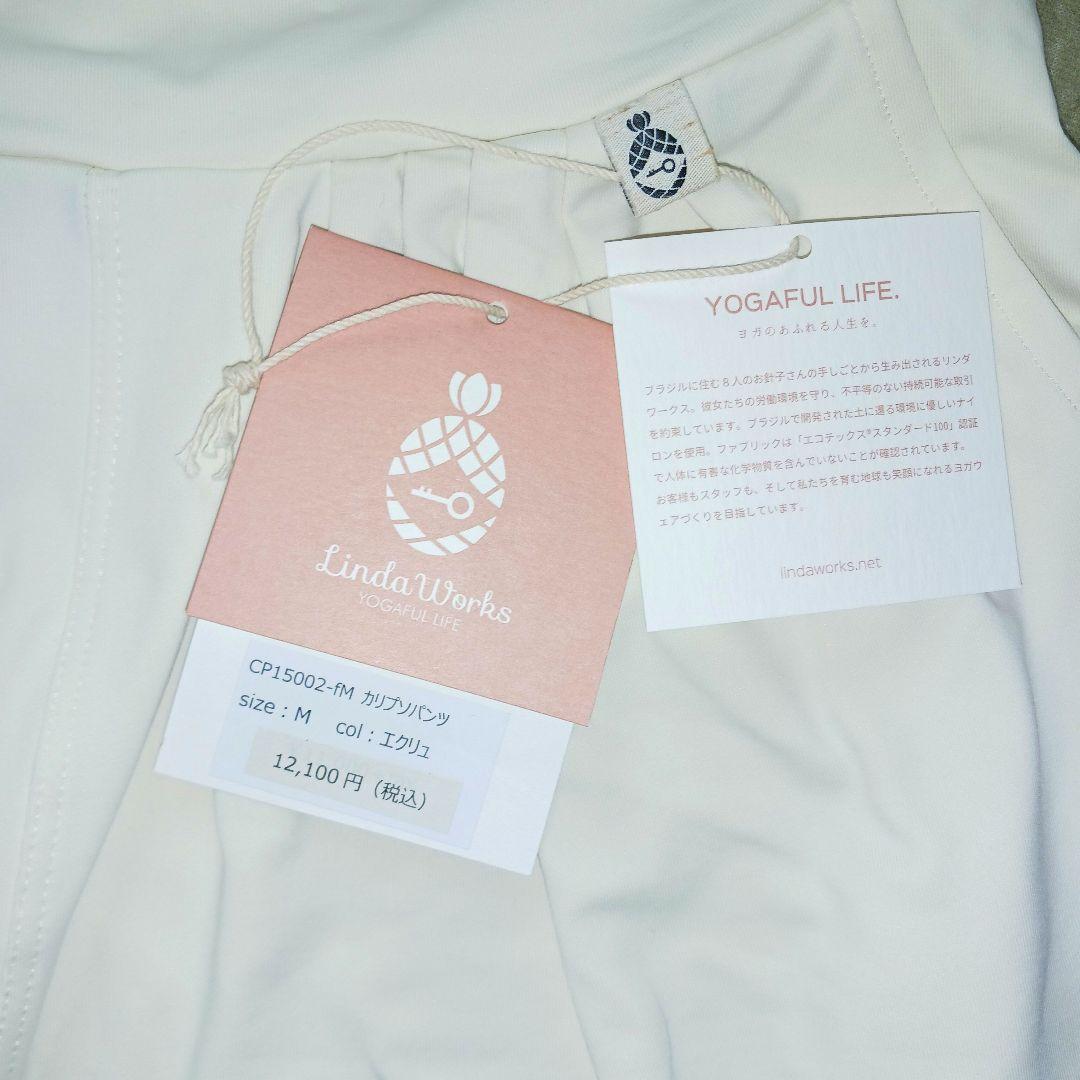 YOGAFUL LIFE.
ヨガのあふれる人生を。
ブラジルに住む8人のお針子さんの手しごとから生み出されるリンダ
ワークス。彼女たちの労働環境を守り、不平等のない持続可能な取引
を約束しています。ブラジルで開発された土に還る環境に優しいナイ
ロンを使用。ファブリックは「エコテックス®スタンダード100」認証
で人体に有害な化学物質を含んでいないことが確認されています。
お客様もスタッフも、そして私たちを育む地球も笑顔になれるヨガウ
ェアづくりを目指しています。
lindaworks.net
Linda Works
YOGAFUL LIFE
CP15002-fM カリプソパンツ
size : M col : エクリュ
12,100円（税込）